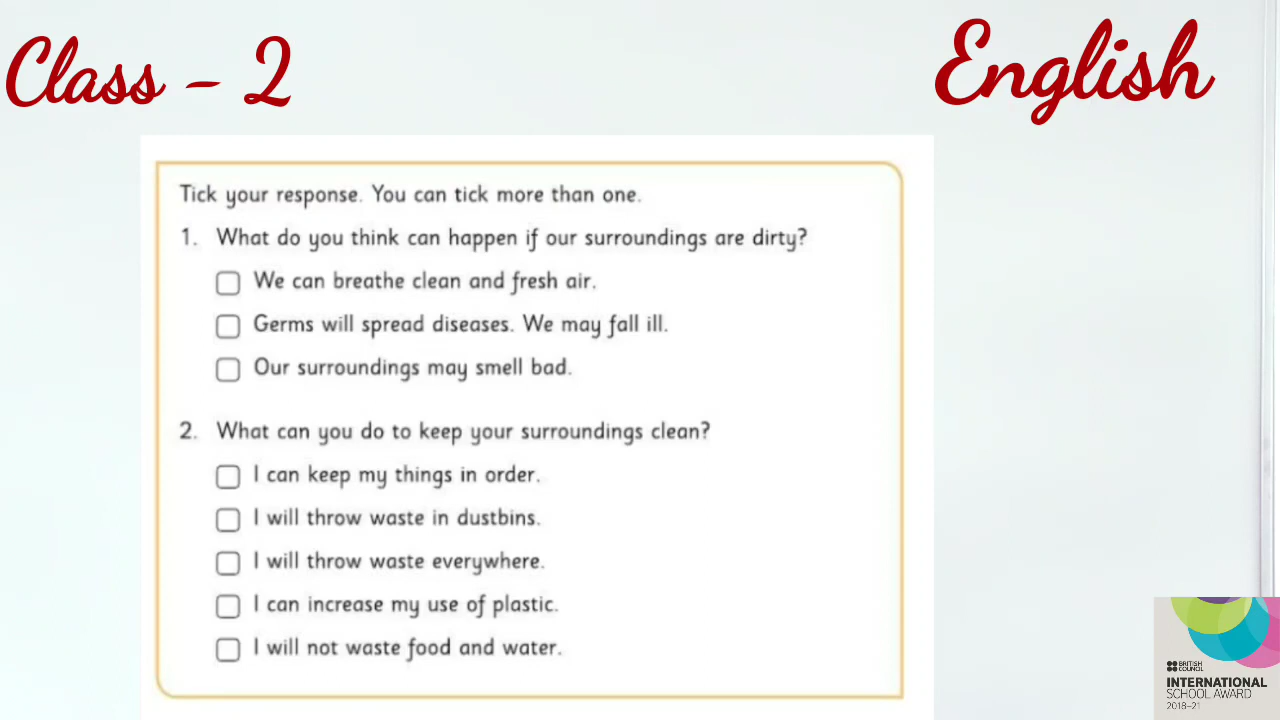 Class - 2
English
Tick your response. You can tick more than one.
1. What do you think can happen if our surroundings are dirty?
We can breathe clean and fresh air.
Germs will spread diseases. We may fall ill.
Our surroundings may smell bad.
2. What can you do to keep your surroundings clean?
I can keep my things in order.
I will throw waste in dustbins.
I will throw waste everywhere.
I can increase my use of plastic.
I will not waste food and water.
BRITISH
COUNCIL
INTERNATIONAL
SCHOOL AWARD
2018–21